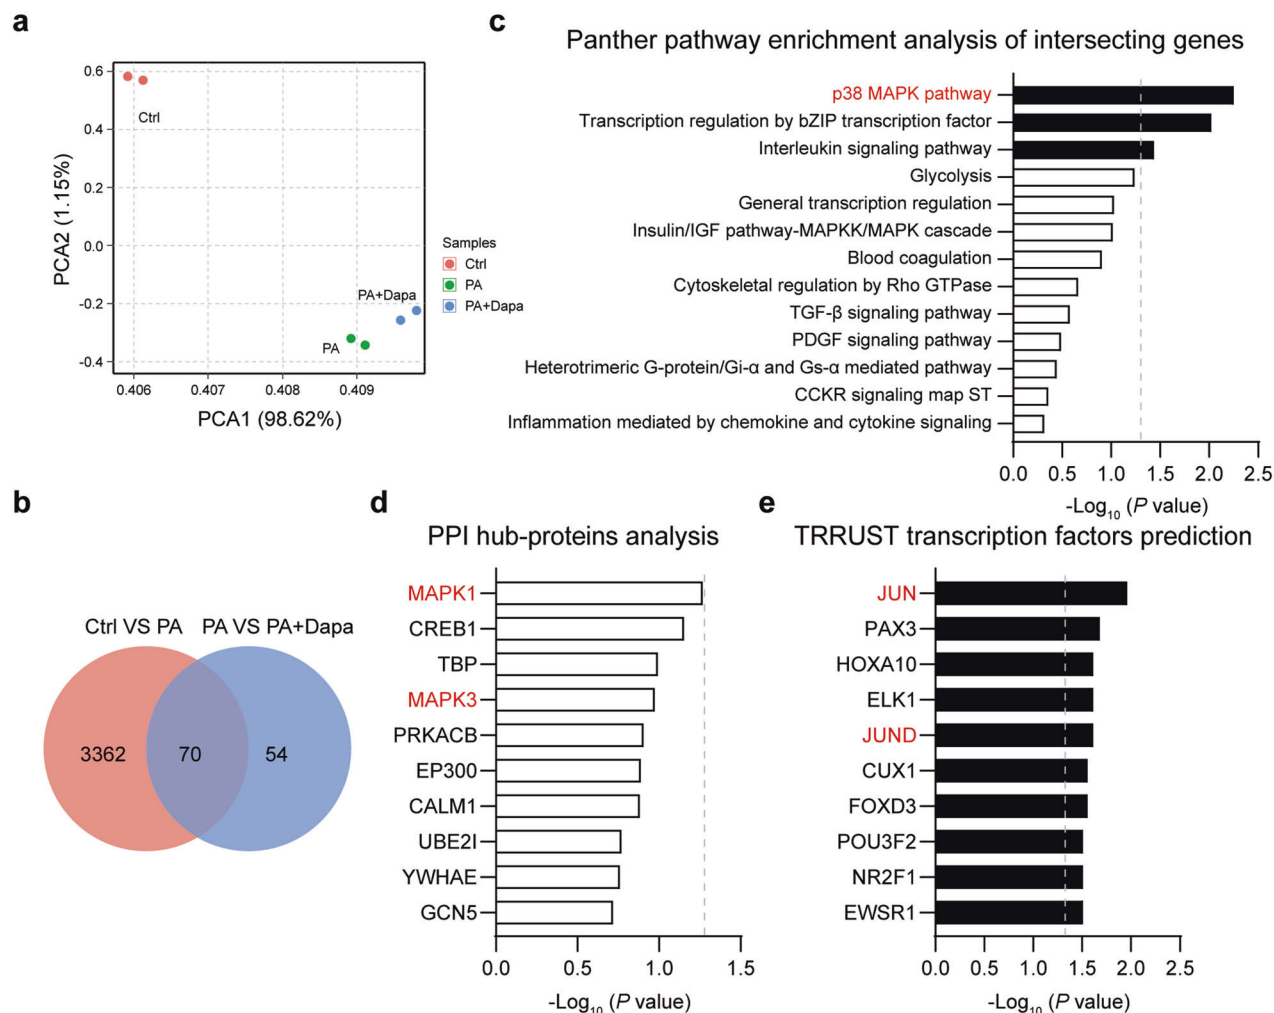 a
0.6
0.4
0.2
0.0
-0.2
-0.4
PCA2 (1.15%)
Ctrl
PA+Dapa
PA
0.406
0.407
0.408
0.409
PCA1 (98.62%)
Samples
Ctrl
PA
PA+Dapa
b
Ctrl VS PA
PA VS PA+Dapa
3362
70
54
c
Panther pathway enrichment analysis of intersecting genes
p38 MAPK pathway
Transcription regulation by bZIP transcription factor
Interleukin signaling pathway
Glycolysis
General transcription regulation
Insulin/IGF pathway-MAPKK/MAPK cascade
Blood coagulation
Cytoskeletal regulation by Rho GTPase
TGF-β signaling pathway
PDGF signaling pathway
Heterotrimeric G-protein/Gi-α and Gs-α mediated pathway
CCKR signaling map ST
Inflammation mediated by chemokine and cytokine signaling
0.0 0.5 1.0 1.5 2.0 2.5
-Log10 (P value)
d
PPI hub-proteins analysis
MAPK1
CREB1
TBP
MAPK3
PRKACB
EP300
CALM1
UBE2I
YWHAE
GCN5
0.0 0.5 1.0 1.5
-Log10 (P value)
e
TRRUST transcription factors prediction
JUN
PAX3
HOXA10
ELK1
JUND
CUX1
FOXD3
POU3F2
NR2F1
EWSR1
0.0 0.5 1.0 1.5 2.0 2.5
-Log10 (P value)